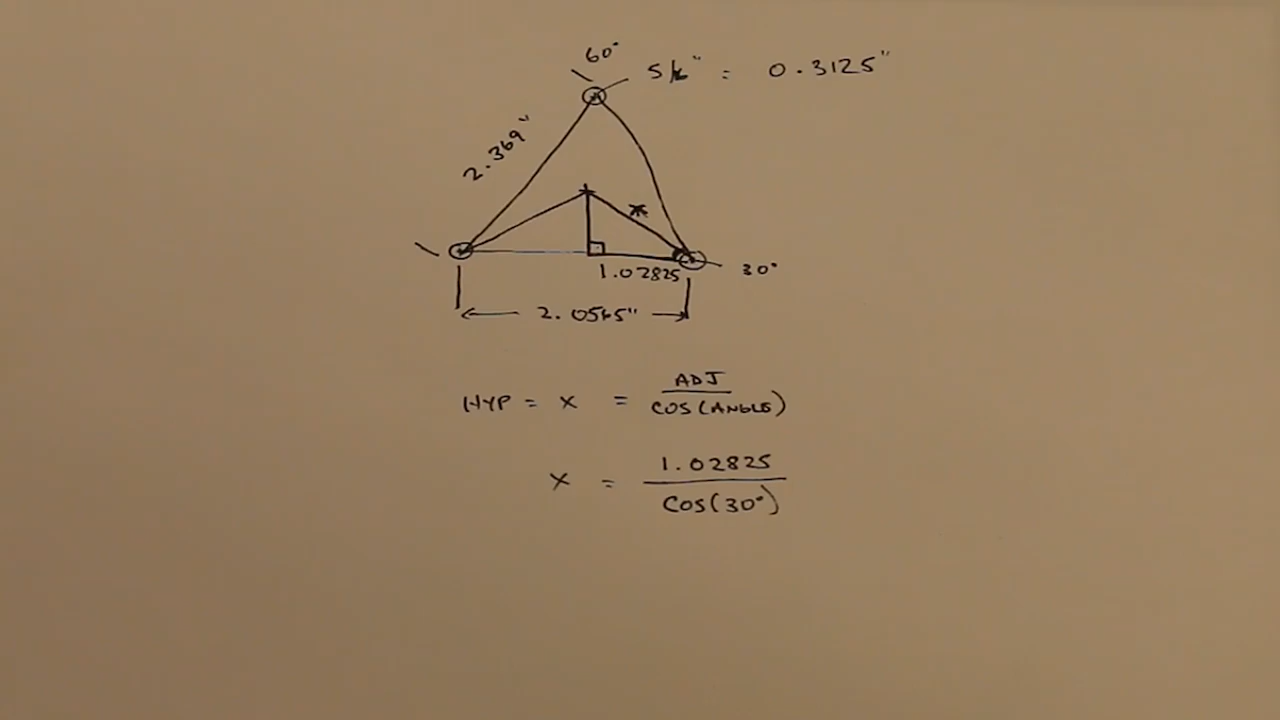 60°
5/16" = 0.3125"
2.369"
x
1.02825
30°
2.0565"
HYP = x = ADJ
COS(ANGLE)
x = 1.02825
COS(30°)